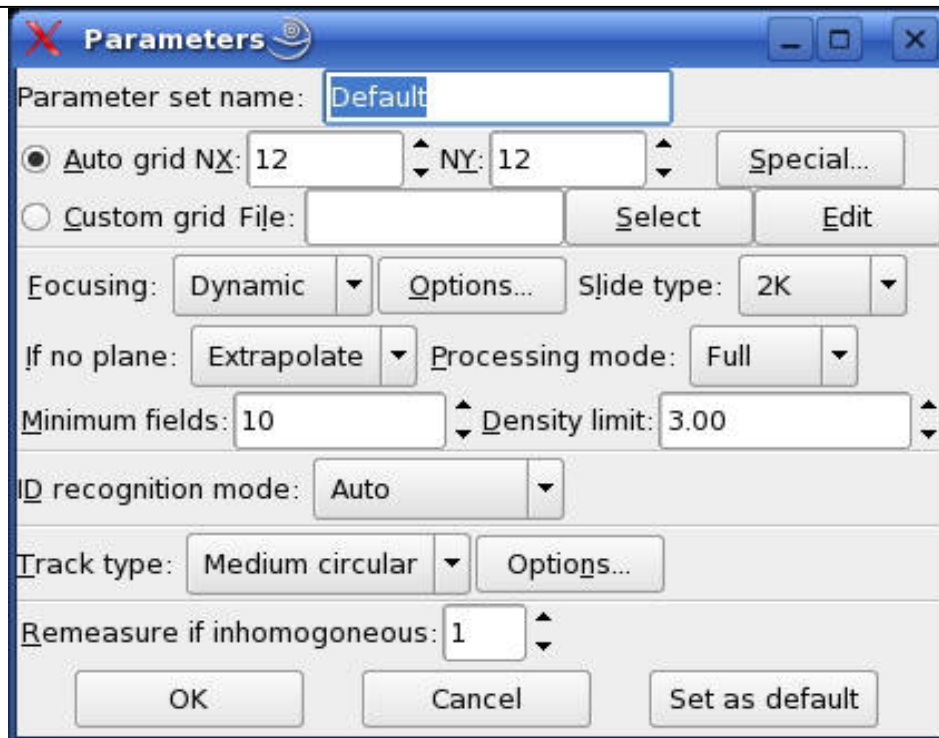 Parameters
Parameter set name: Default
Auto grid NX: 12 NY: 12 Special...
Custom grid File: Select Edit
Focusing: Dynamic Options... Slide type: 2K
If no plane: Extrapolate Processing mode: Full
Minimum fields: 10 Density limit: 3.00
ID recognition mode: Auto
Track type: Medium circular Options...
Remeasure if inhomogoneous: 1
OK Cancel Set as default